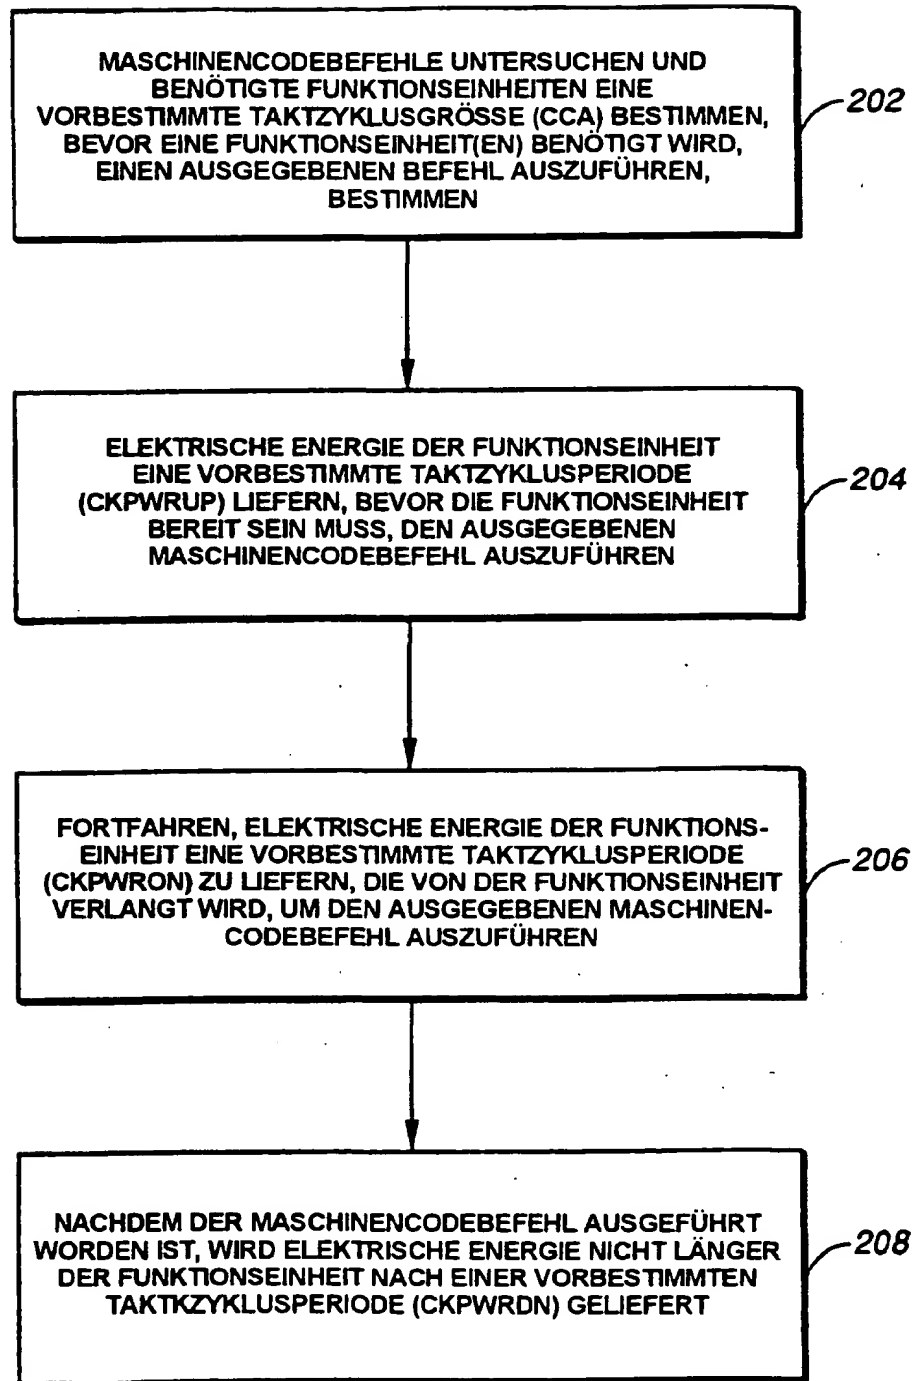 MASCHINENCODEBEFEHLE UNTERSUCHEN UND
BENÖTIGTE FUNKTIONSEINHEITEN EINE
VORBESTIMMTE TAKTZYKLUSGRÖSSE (CCA) BESTIMMEN,
BEVOR EINE FUNKTIONSEINHEIT(EN) BENÖTIGT WIRD,
EINEN AUSGEGEBENEN BEFEHL AUSZUFÜHREN,
BESTIMMEN
202
ELEKTRISCHE ENERGIE DER FUNKTIONSEINHEIT
EINE VORBESTIMMTE TAKTZYKLUSPERIODE
(CKPWRUP) LIEFERN, BEVOR DIE FUNKTIONSEINHEIT
BEREIT SEIN MUSS, DEN AUSGEGEBENEN
MASCHINENCODEBEFEHL AUSZUFÜHREN
204
FORTFAHREN, ELEKTRISCHE ENERGIE DER FUNKTIONS-
EINHEIT EINE VORBESTIMMTE TAKTZYKLUSPERIODE
(CKPWRON) ZU LIEFERN, DIE VON DER FUNKTIONSEINHEIT
VERLANGT WIRD, UM DEN AUSGEGEBENEN MASCHINEN-
CODEBEFEHL AUSZUFÜHREN
206
NACHDEM DER MASCHINENCODEBEFEHL AUSGEFÜHRT
WORDEN IST, WIRD ELEKTRISCHE ENERGIE NICHT LÄNGER
DER FUNKTIONSEINHEIT NACH EINER VORBESTIMMTEN
TAKTKZYKLUSPERIODE (CKPWRDN) GELIEFERT
208